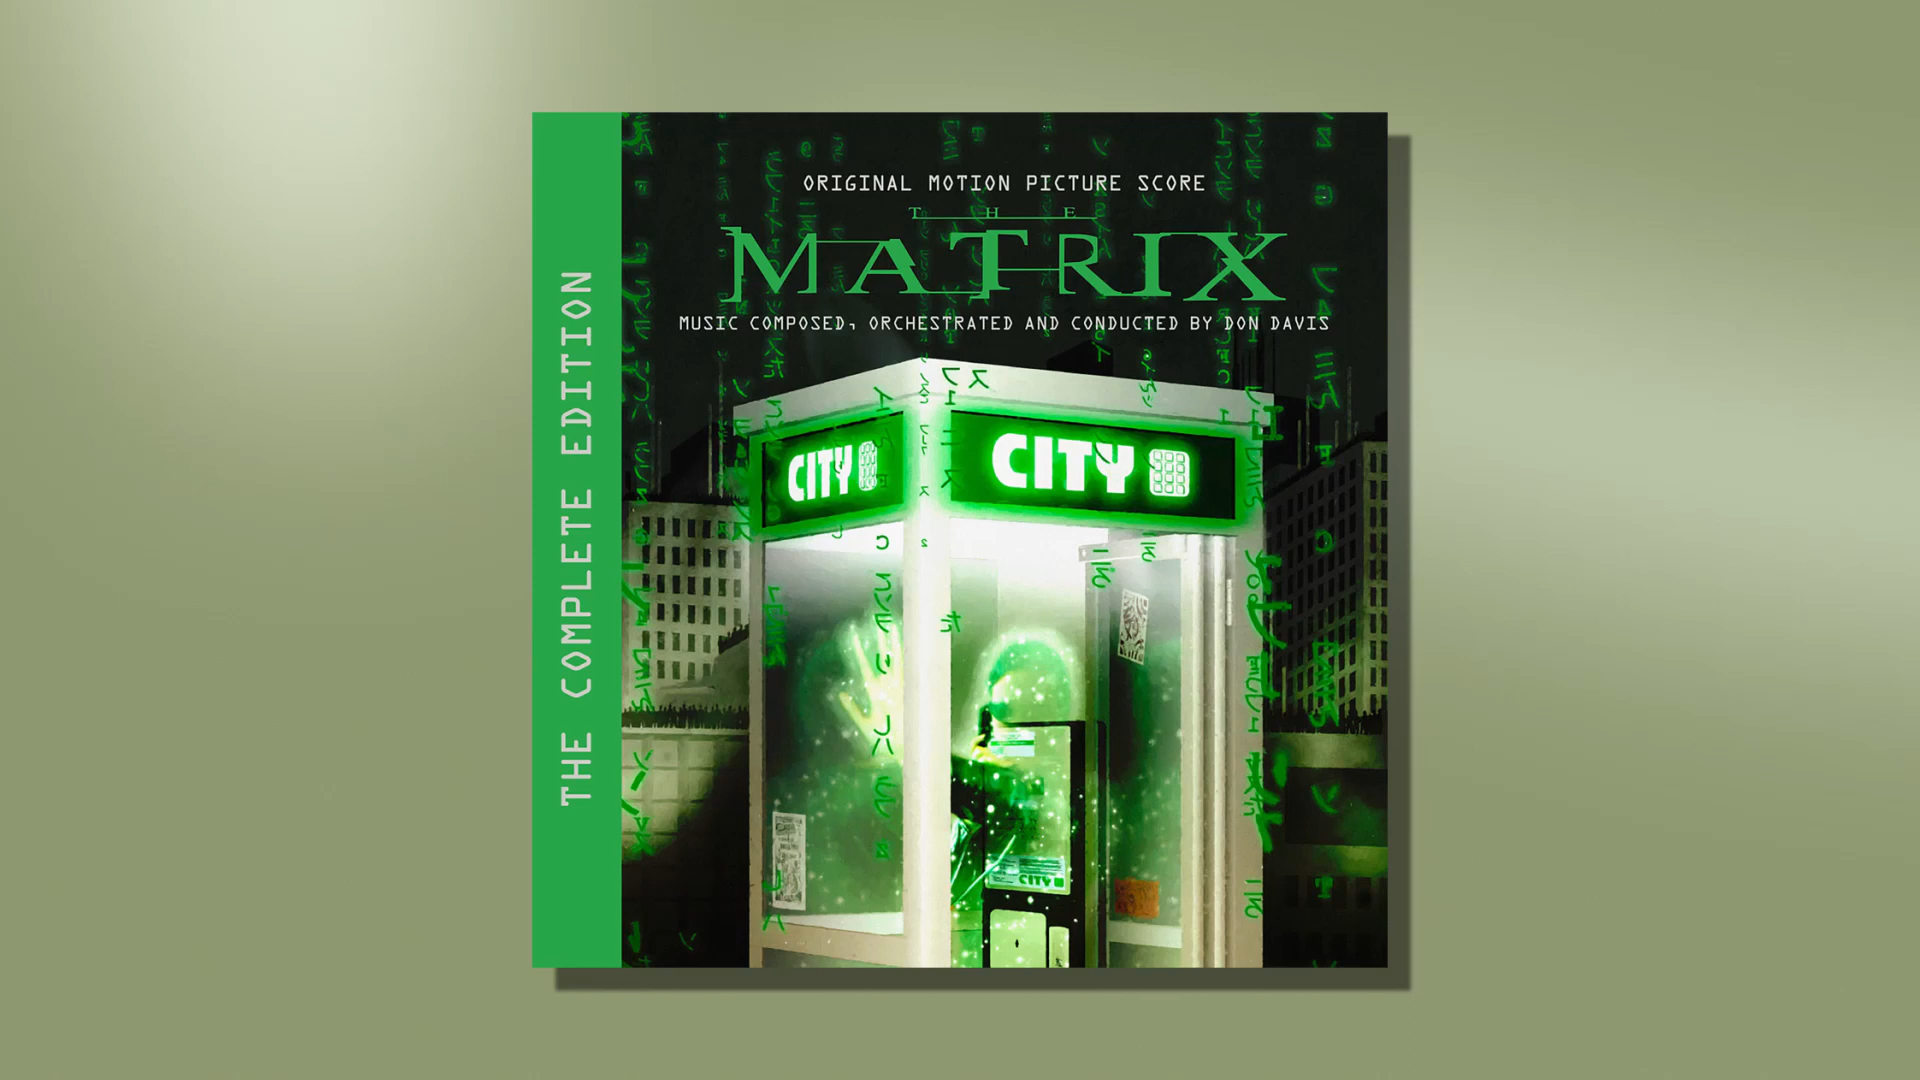 THE COMPLETE EDITION
ORIGINAL MOTION PICTURE SCORE
THE
MATRIX
MUSIC COMPOSED, ORCHESTRATED AND CONDUCTED BY DON DAVIS
CITY
CITY
CITY